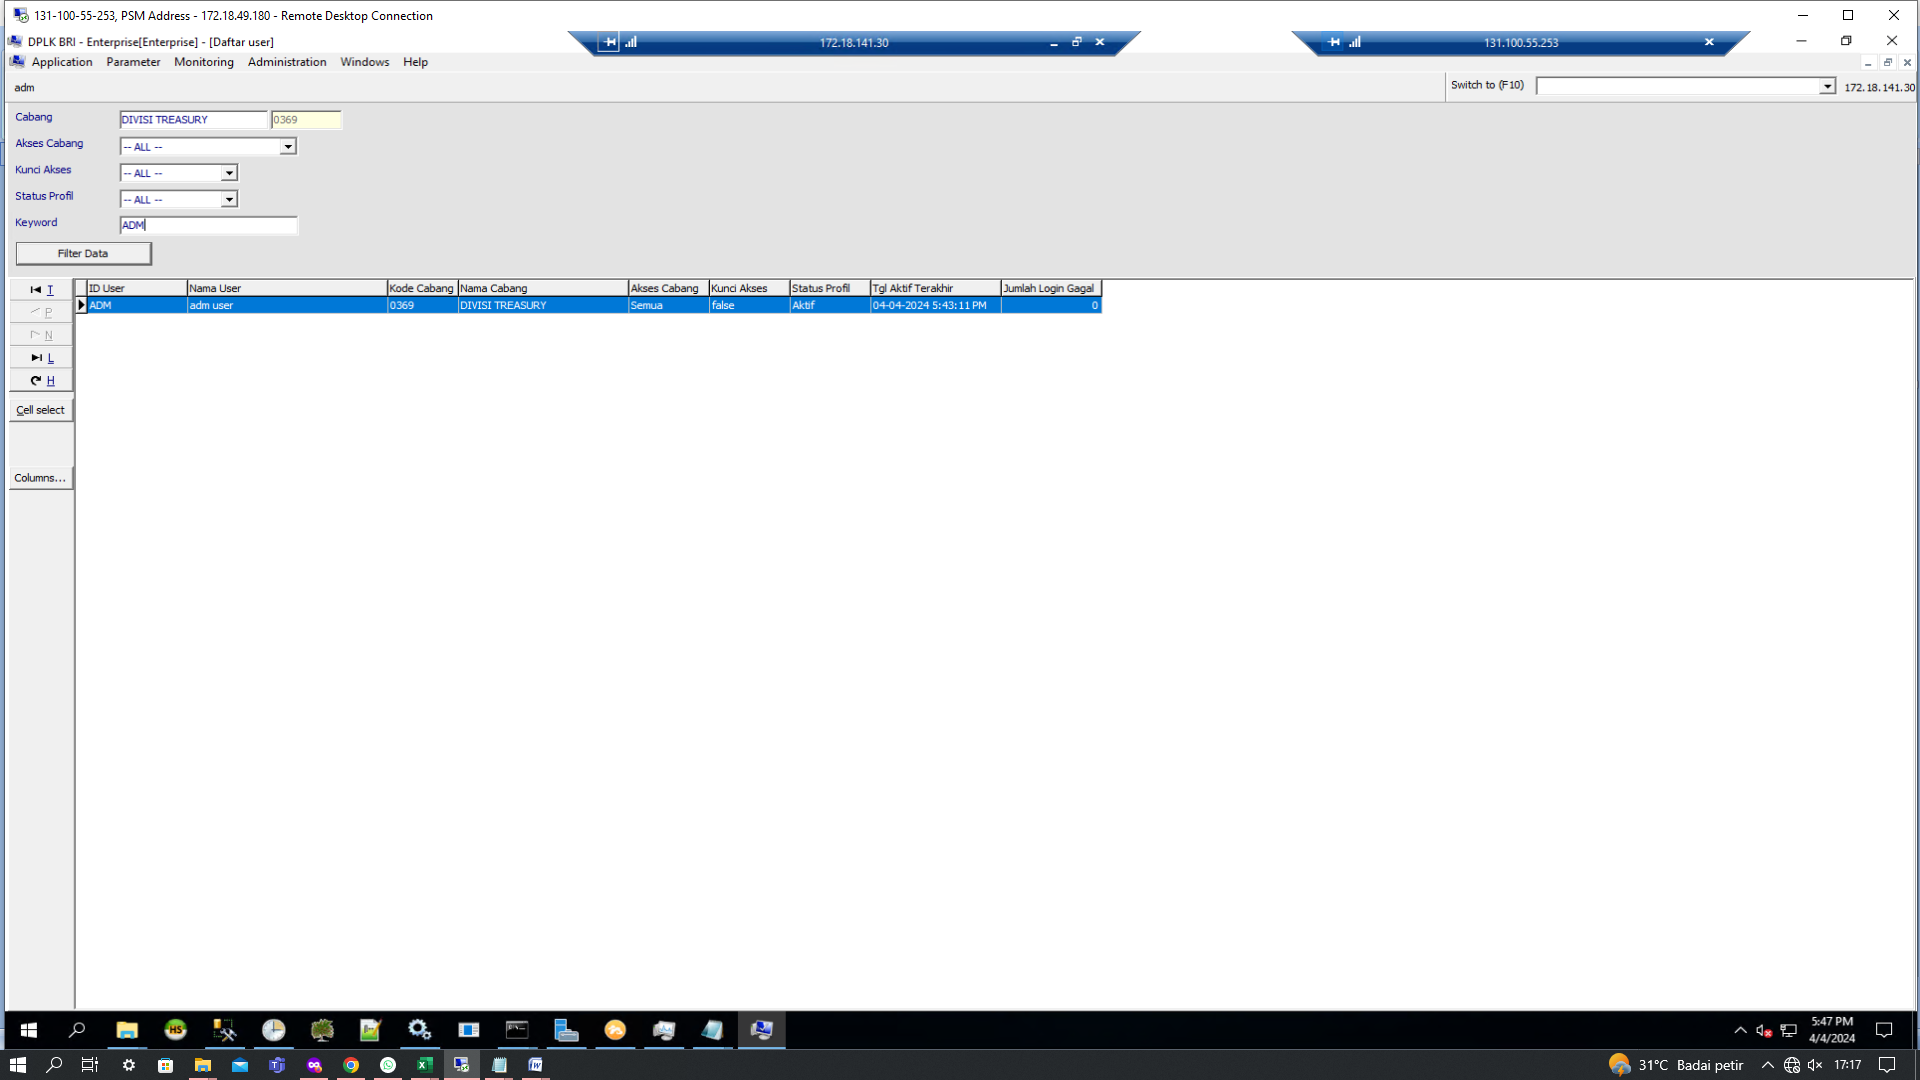 131-100-55-253, PSM Address - 172.18.49.180 - Remote Desktop Connection
DPLK BRI - Enterprise[Enterprise] - [Daftar user]
172.18.141.30
131.100.55.253
Application Parameter Monitoring Administration Windows Help
adm
Switch to (F10)
172.18.141.30
Cabang DIVISI TREASURY 0369
Akses Cabang -- ALL --
Kunci Akses -- ALL --
Status Profil -- ALL --
Keyword ADM
Filter Data
T
P
N
L
H
Cell select
Columns...
ID User Nama User Kode Cabang Nama Cabang Akses Cabang Kunci Akses Status Profil Tgl Aktif Terakhir Jumlah Login Gagal
ADM adm user 0369 DIVISI TREASURY Semua false Aktif 04-04-2024 5:43:11 PM 0
HS
5:47 PM
4/4/2024
31°C Badai petir
17:17